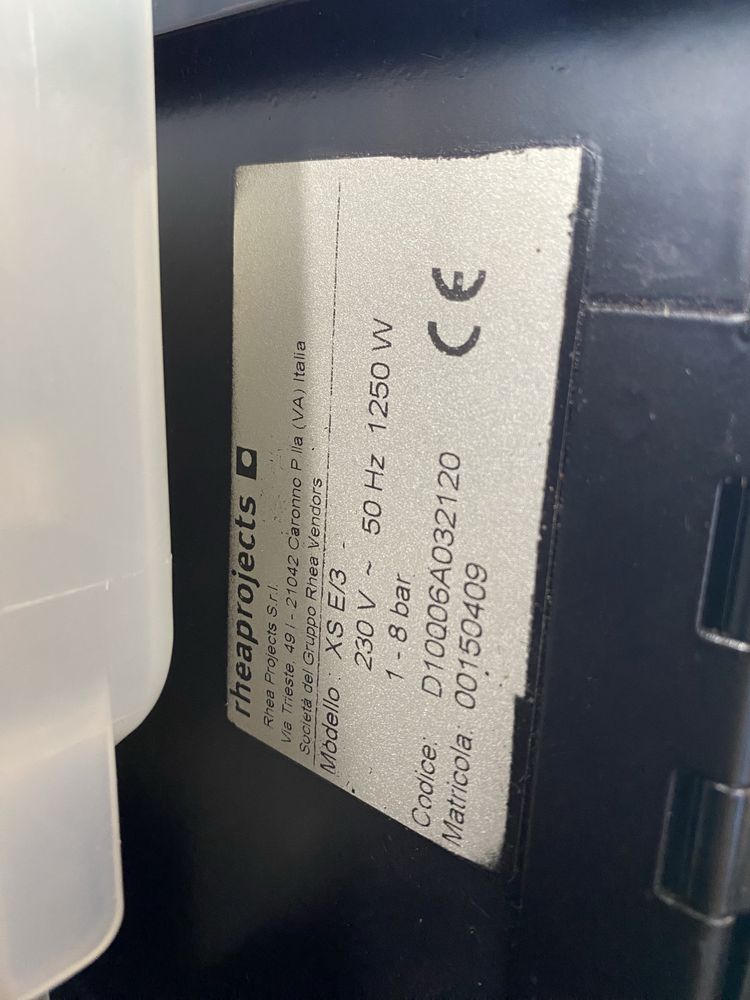 rheaprojects
Rhea Projects S.r.l.
Via Trieste, 49 I - 21042 Caronno P.lla (VA) Italia
Società del Gruppo Rhea Vendors
Modello : XS E/3 -
230 V ~ 50 Hz 1250 W
1 - 8 bar
Codice: D10Q06A032120
Matricola: 00150409
CE